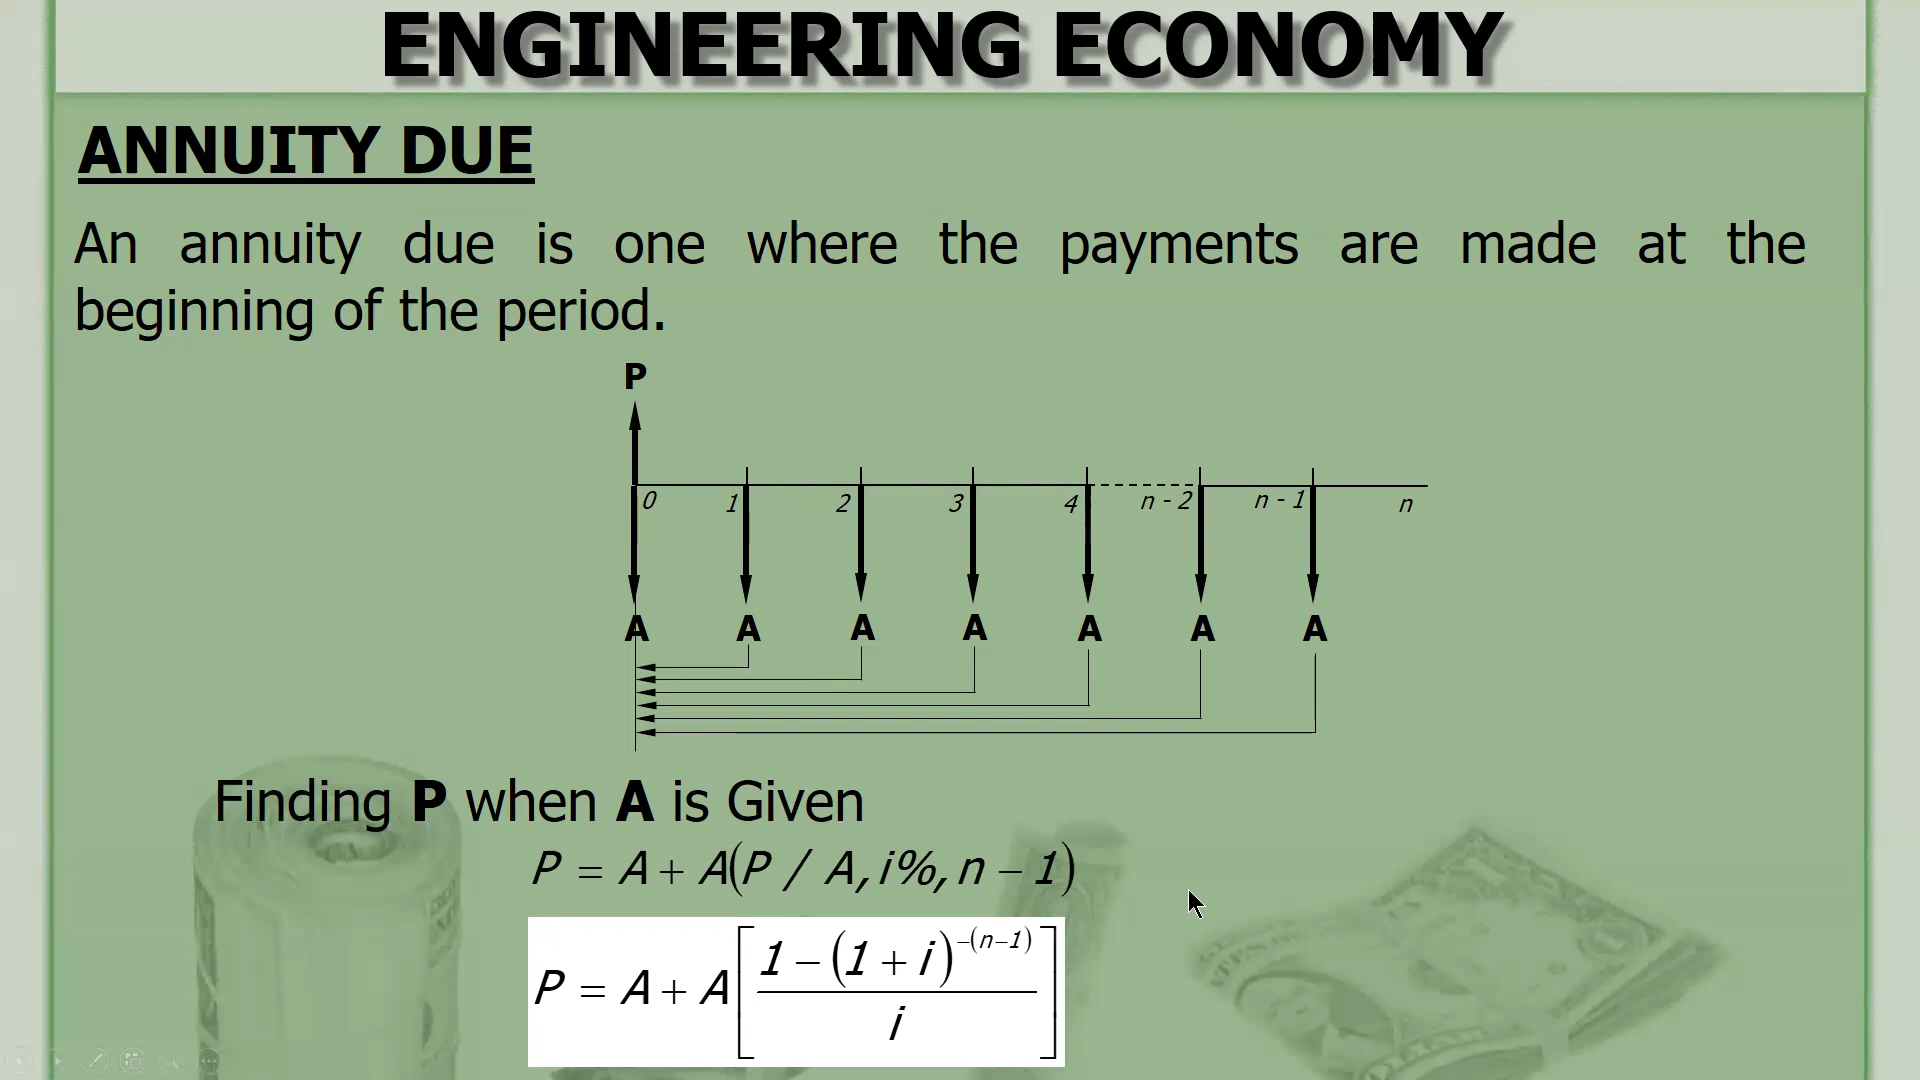 ENGINEERING ECONOMY
ANNUITY DUE
An annuity due is one where the payments are made at the
beginning of the period.
P
0 1 2 3 4 n - 2 n - 1 n
A A A A A A A
Finding P when A is Given
P = A + A(P / A, i%, n − 1)
P = A + A[(1 − (1 + i)^−(n−1)) / i]